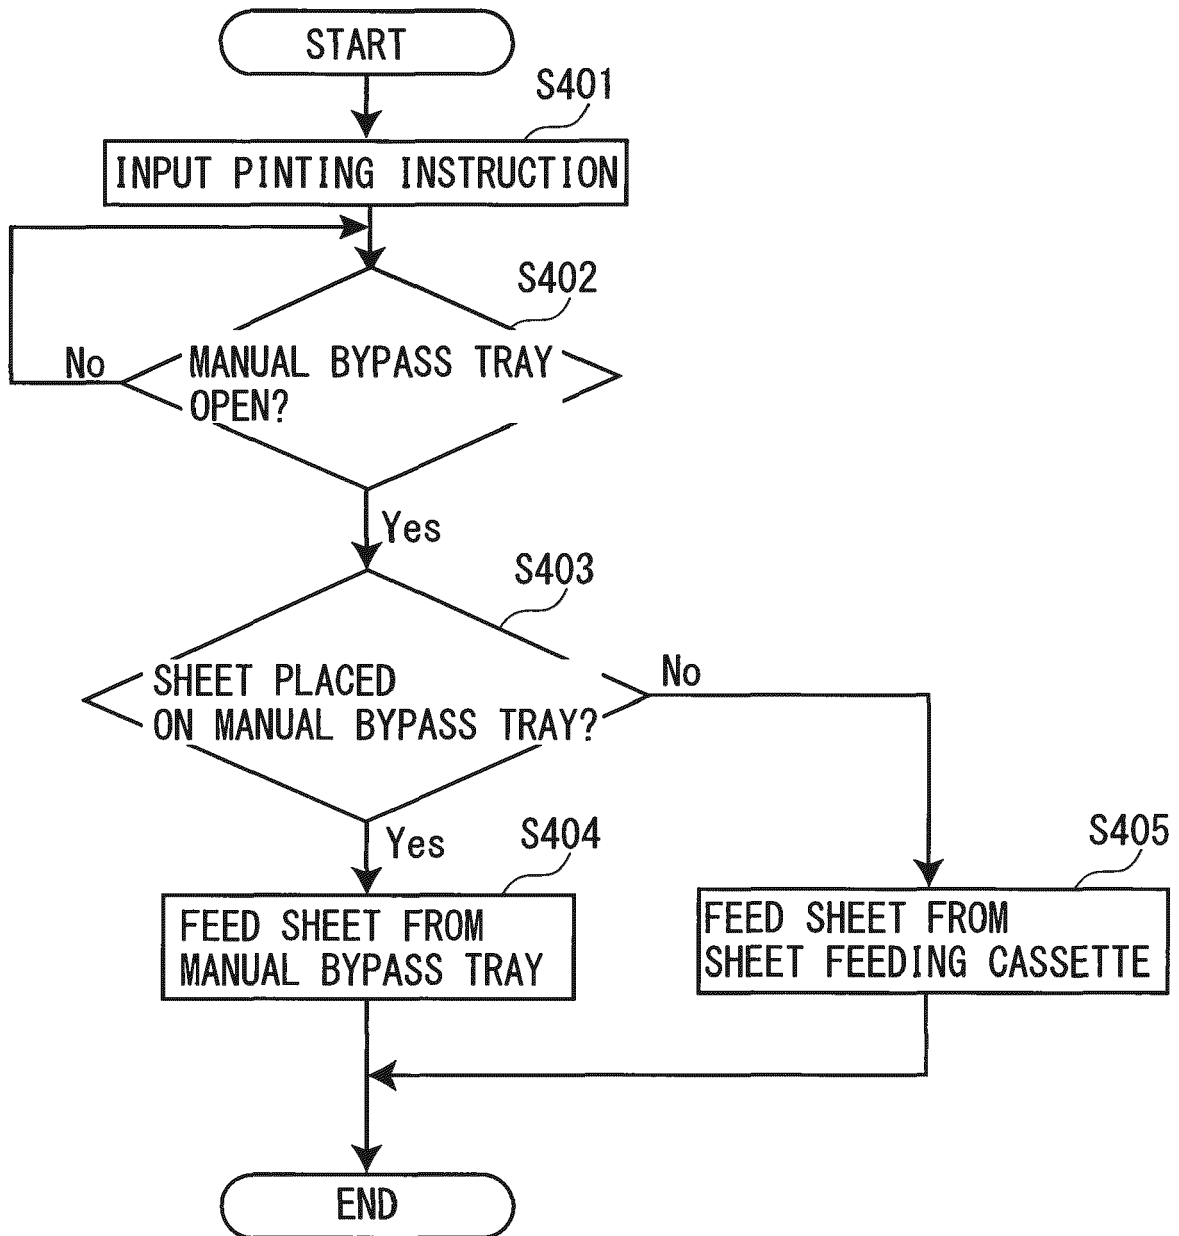 START
S401
INPUT PINTING INSTRUCTION
S402
No
MANUAL BYPASS TRAY
OPEN?
Yes
S403
SHEET PLACED
ON MANUAL BYPASS TRAY?
No
Yes
S404
S405
FEED SHEET FROM
MANUAL BYPASS TRAY
FEED SHEET FROM
SHEET FEEDING CASSETTE
END